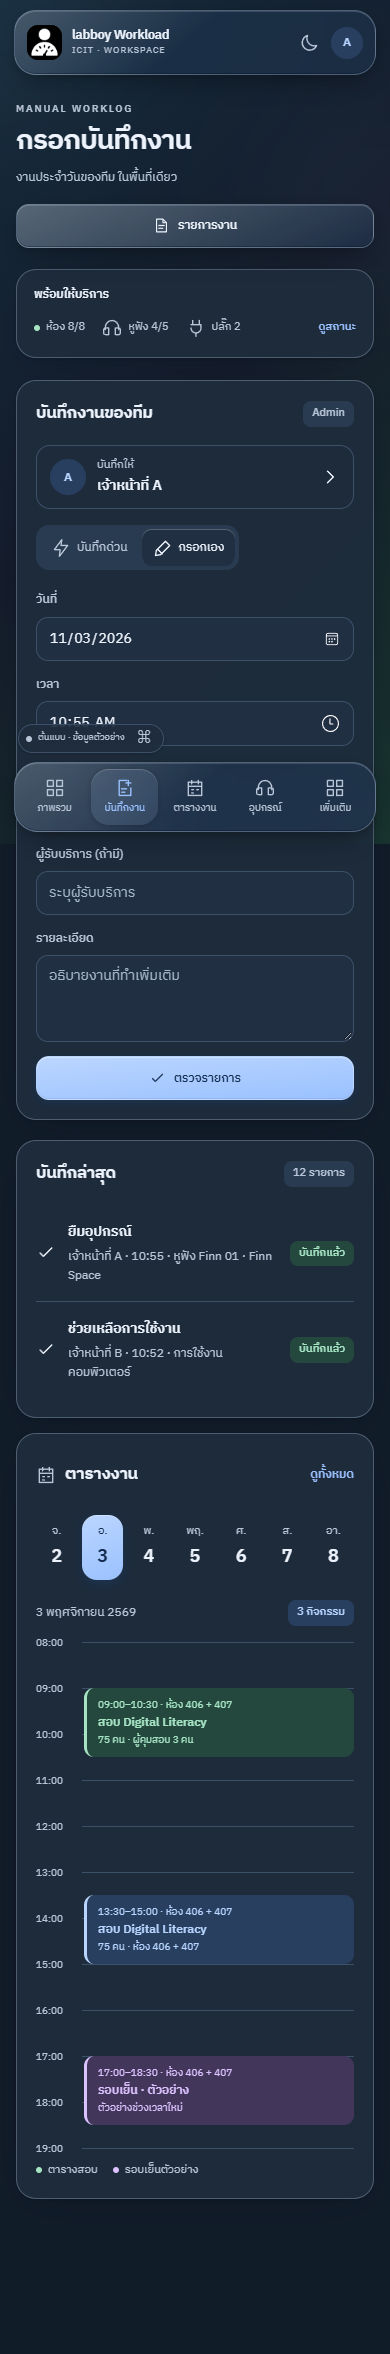 labboy Workload
ICIT · WORKSPACE
A
MANUAL WORKLOG
กรอกบันทึกงาน
งานประจำวันของทีม ในพื้นที่เดียว
รายการงาน
พร้อมให้บริการ
ห้อง 8/8 หูฟัง 4/5 ปลั๊ก 2 ดูสถานะ
บันทึกงานของทีม Admin
A
บันทึกให้
เจ้าหน้าที่ A
บันทึกด่วน กรอกเอง
วันที่
11/03/2026
เวลา
10:55 AM
ต้นแบบ · ข้อมูลตัวอย่าง ⌘
ภาพรวม บันทึกงาน ตารางงาน อุปกรณ์ เพิ่มเติม
ผู้รับบริการ (ถ้ามี)
ระบุผู้รับบริการ
รายละเอียด
อธิบายงานที่ทำเพิ่มเติม
ตรวจรายการ
บันทึกล่าสุด 12 รายการ
ยืมอุปกรณ์
เจ้าหน้าที่ A · 10:55 · หูฟัง Finn 01 · Finn
Space
บันทึกแล้ว
ช่วยเหลือการใช้งาน
เจ้าหน้าที่ B · 10:52 · การใช้งาน
คอมพิวเตอร์
บันทึกแล้ว
ตารางงาน ดูทั้งหมด
จ. อ. พ. พฤ. ศ. ส. อา.
2 3 4 5 6 7 8
3 พฤศจิกายน 2569 3 กิจกรรม
08:00
09:00
09:00–10:30 · ห้อง 406 + 407
สอบ Digital Literacy
75 คน · ผู้คุมสอบ 3 คน
10:00
11:00
12:00
13:00
13:30–15:00 · ห้อง 406 + 407
สอบ Digital Literacy
75 คน · ห้อง 406 + 407
14:00
15:00
16:00
17:00
17:00–18:30 · ห้อง 406 + 407
รอบเย็น · ตัวอย่าง
ตัวอย่างช่วงเวลาใหม่
18:00
19:00
ตารางสอบ รอบเย็นตัวอย่าง